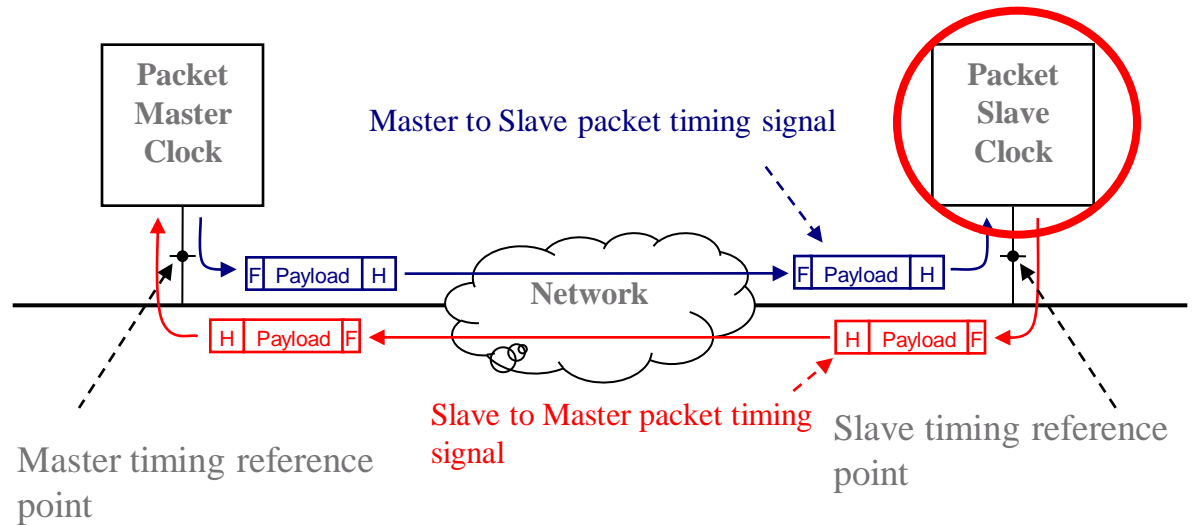 Packet
Master
Clock
Packet
Slave
Clock
Master to Slave packet timing signal
F Payload H
F Payload H
Network
H Payload F
H Payload F
Slave to Master packet timing
signal
Slave timing reference
point
Master timing reference
point